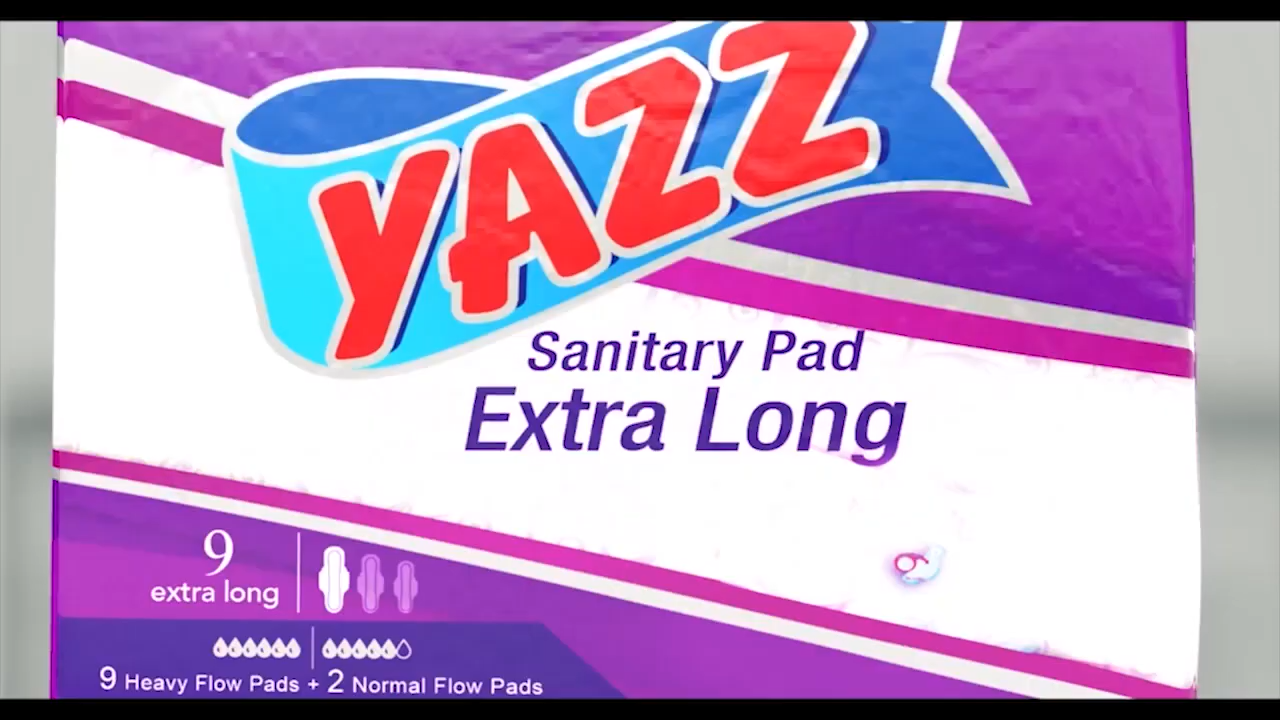 YAZZ
Sanitary Pad
Extra Long
9
extra long
9 Heavy Flow Pads + 2 Normal Flow Pads